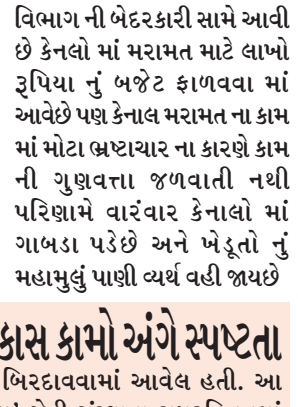 વિભાગ ની બેદરકારી સામે આવી
છે કેનલો માં મરામત માટે લાખો
રૂપિયા નું બજેટ ફાળવવા માં
આવેછે પણ કેનાલ મરામત ના કામ
માં મોટા ભ્રષ્ટાચાર ના કારણે કામ
ની ગુણવત્તા જળવાતી નથી
પરિણામે વારંવાર કેનાલો માં
ગાબડા પડેછે અને ખેડૂતો નું
મહામુલું પાણી વ્યર્થ વહી જાયછે
કાસ કામો અંગે સ્પષ્ટતા
બિરદાવવામાં આવેલ હતી. આ